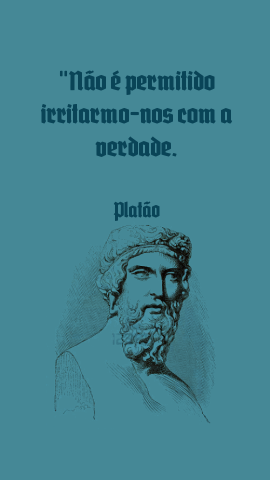 "Não é permitido
irritarmo-nos com a
verdade.
Platão